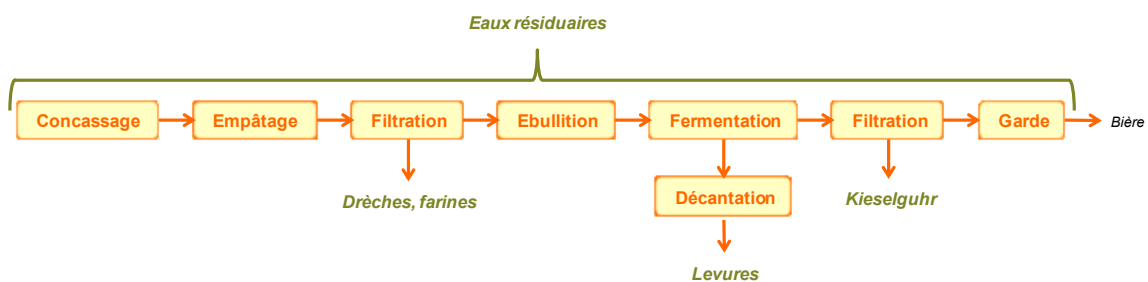 Eaux résiduaires
Concassage
Empâtage
Filtration
Ebullition
Fermentation
Filtration
Garde
Bière
Drèches, farines
Décantation
Kieselguhr
Levures